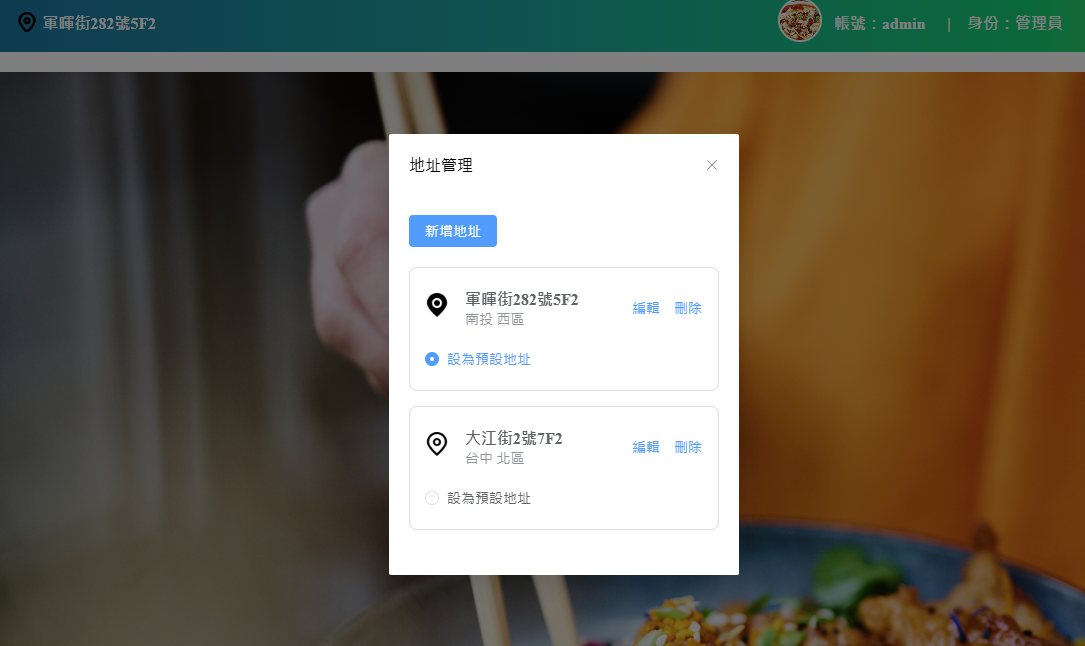 軍暉街282號5F2
帳號：admin | 身份：管理員
地址管理
新增地址
軍暉街282號5F2
南投 西區
編輯 刪除
設為預設地址
大江街2號7F2
台中 北區
編輯 刪除
設為預設地址